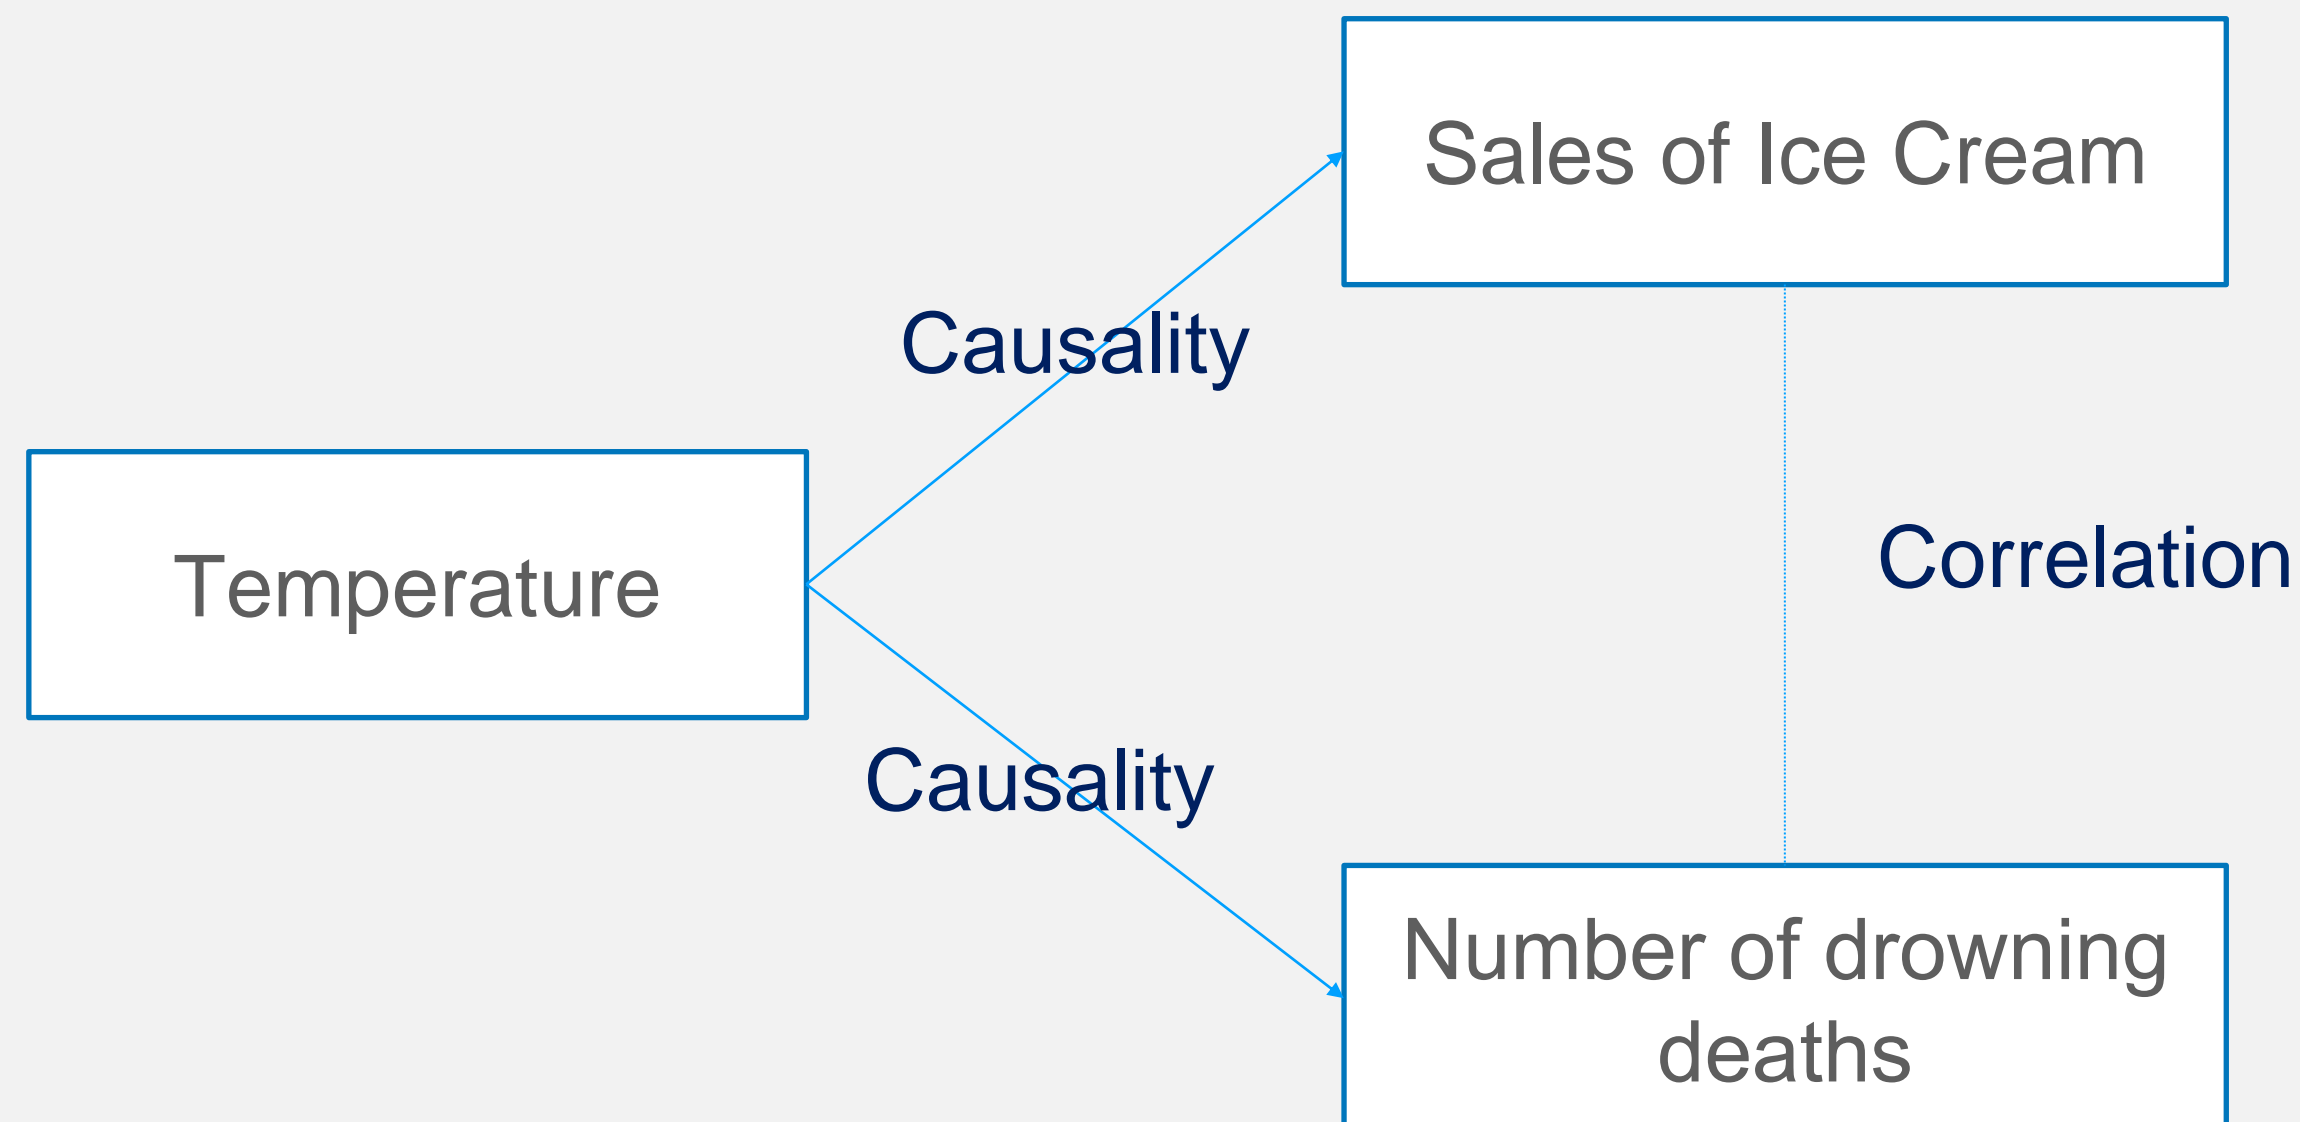 Sales of Ice Cream
Causality
Temperature
Correlation
Causality
Number of drowning
deaths